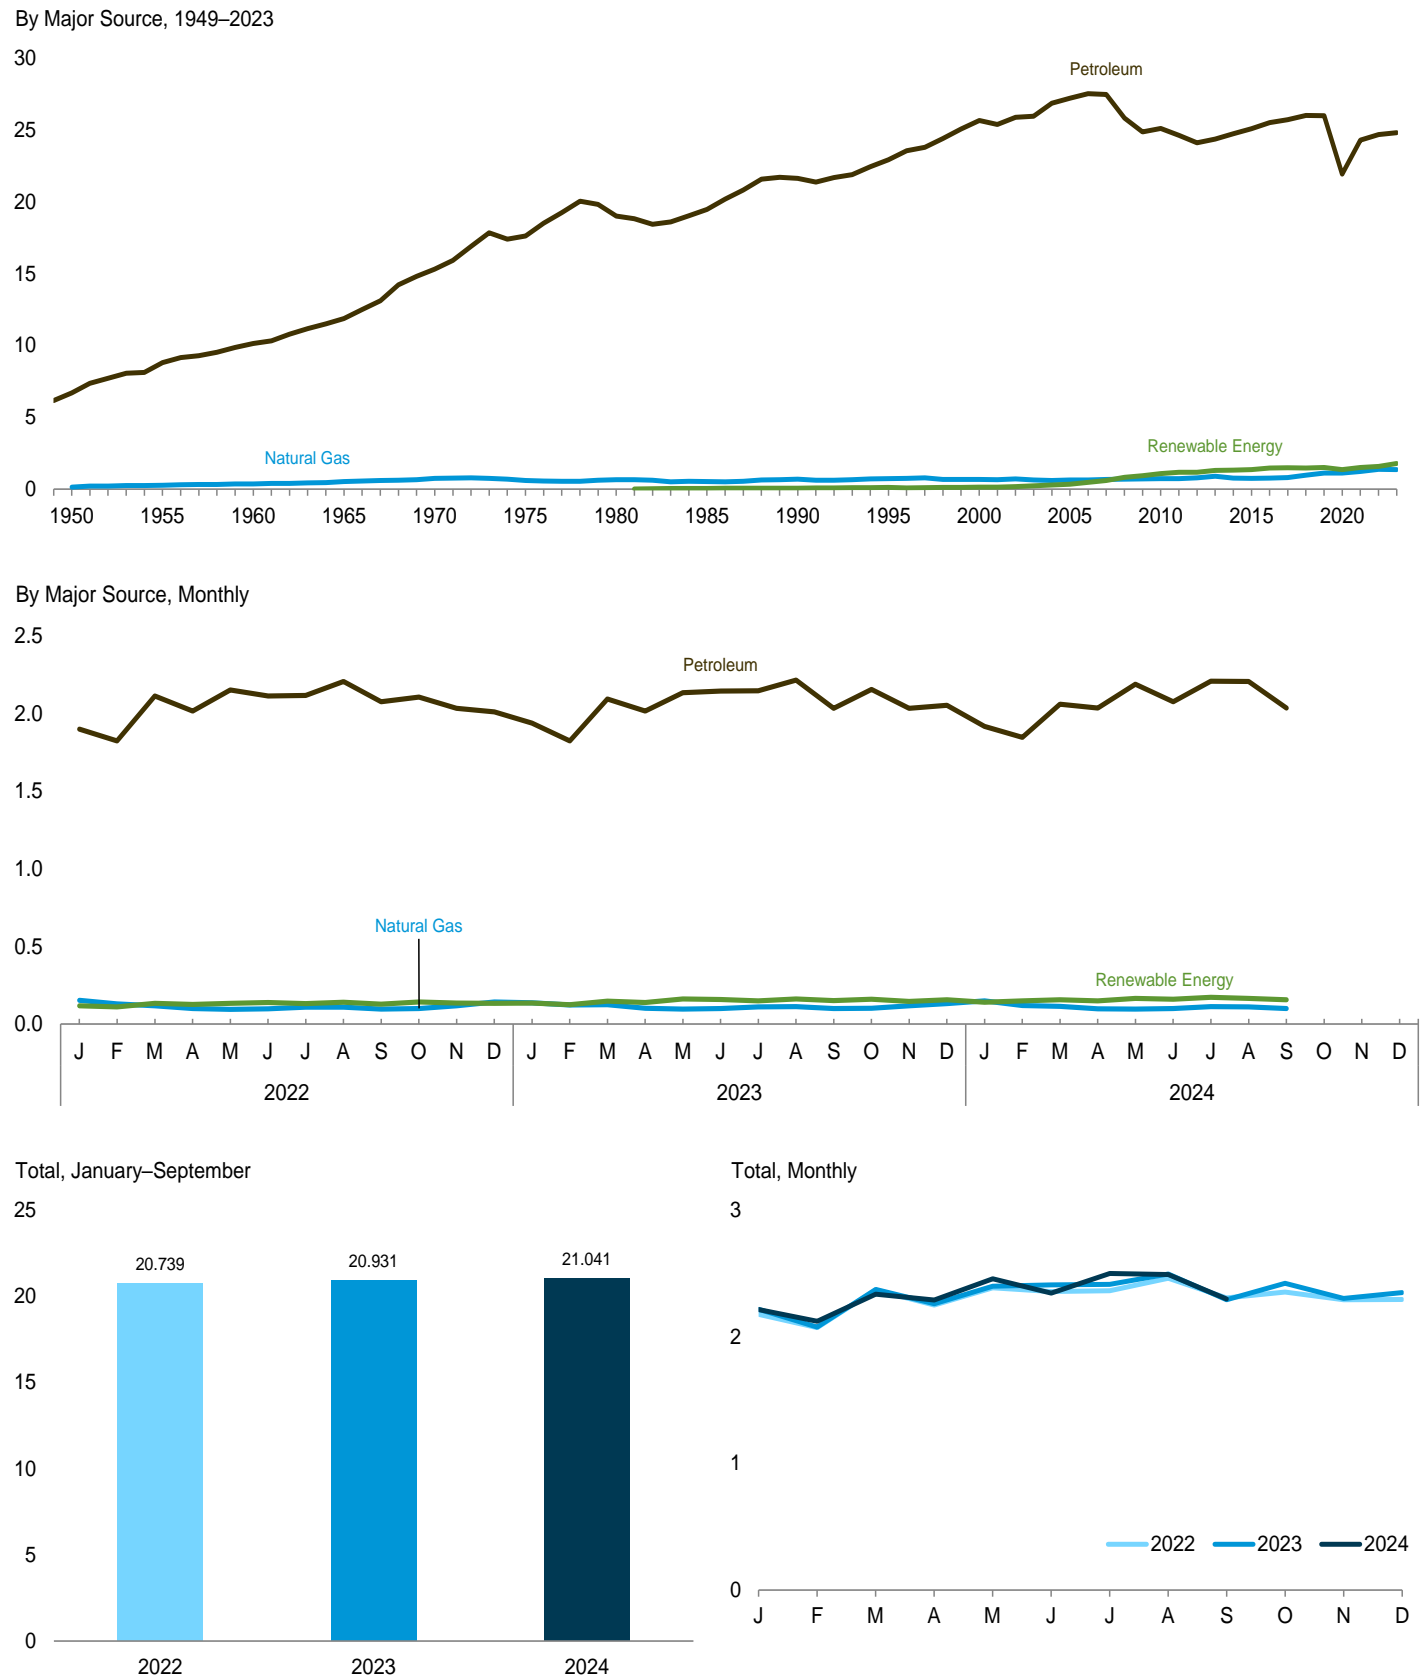 By Major Source, 1949–2023
30
Petroleum
25
20
15
10
5
Natural Gas
Renewable Energy
0
1950 1955 1960 1965 1970 1975 1980 1985 1990 1995 2000 2005 2010 2015 2020
By Major Source, Monthly
2.5
Petroleum
2.0
1.5
1.0
Natural Gas
0.5
Renewable Energy
0.0
J F M A M J J A S O N D J F M A M J J A S O N D J F M A M J J A S O N D
2022 2023 2024
Total, January–September
25
20.739 20.931 21.041
20
15
10
5
0
2022 2023 2024
Total, Monthly
3
2
1
2022 2023 2024
0
J F M A M J J A S O N D